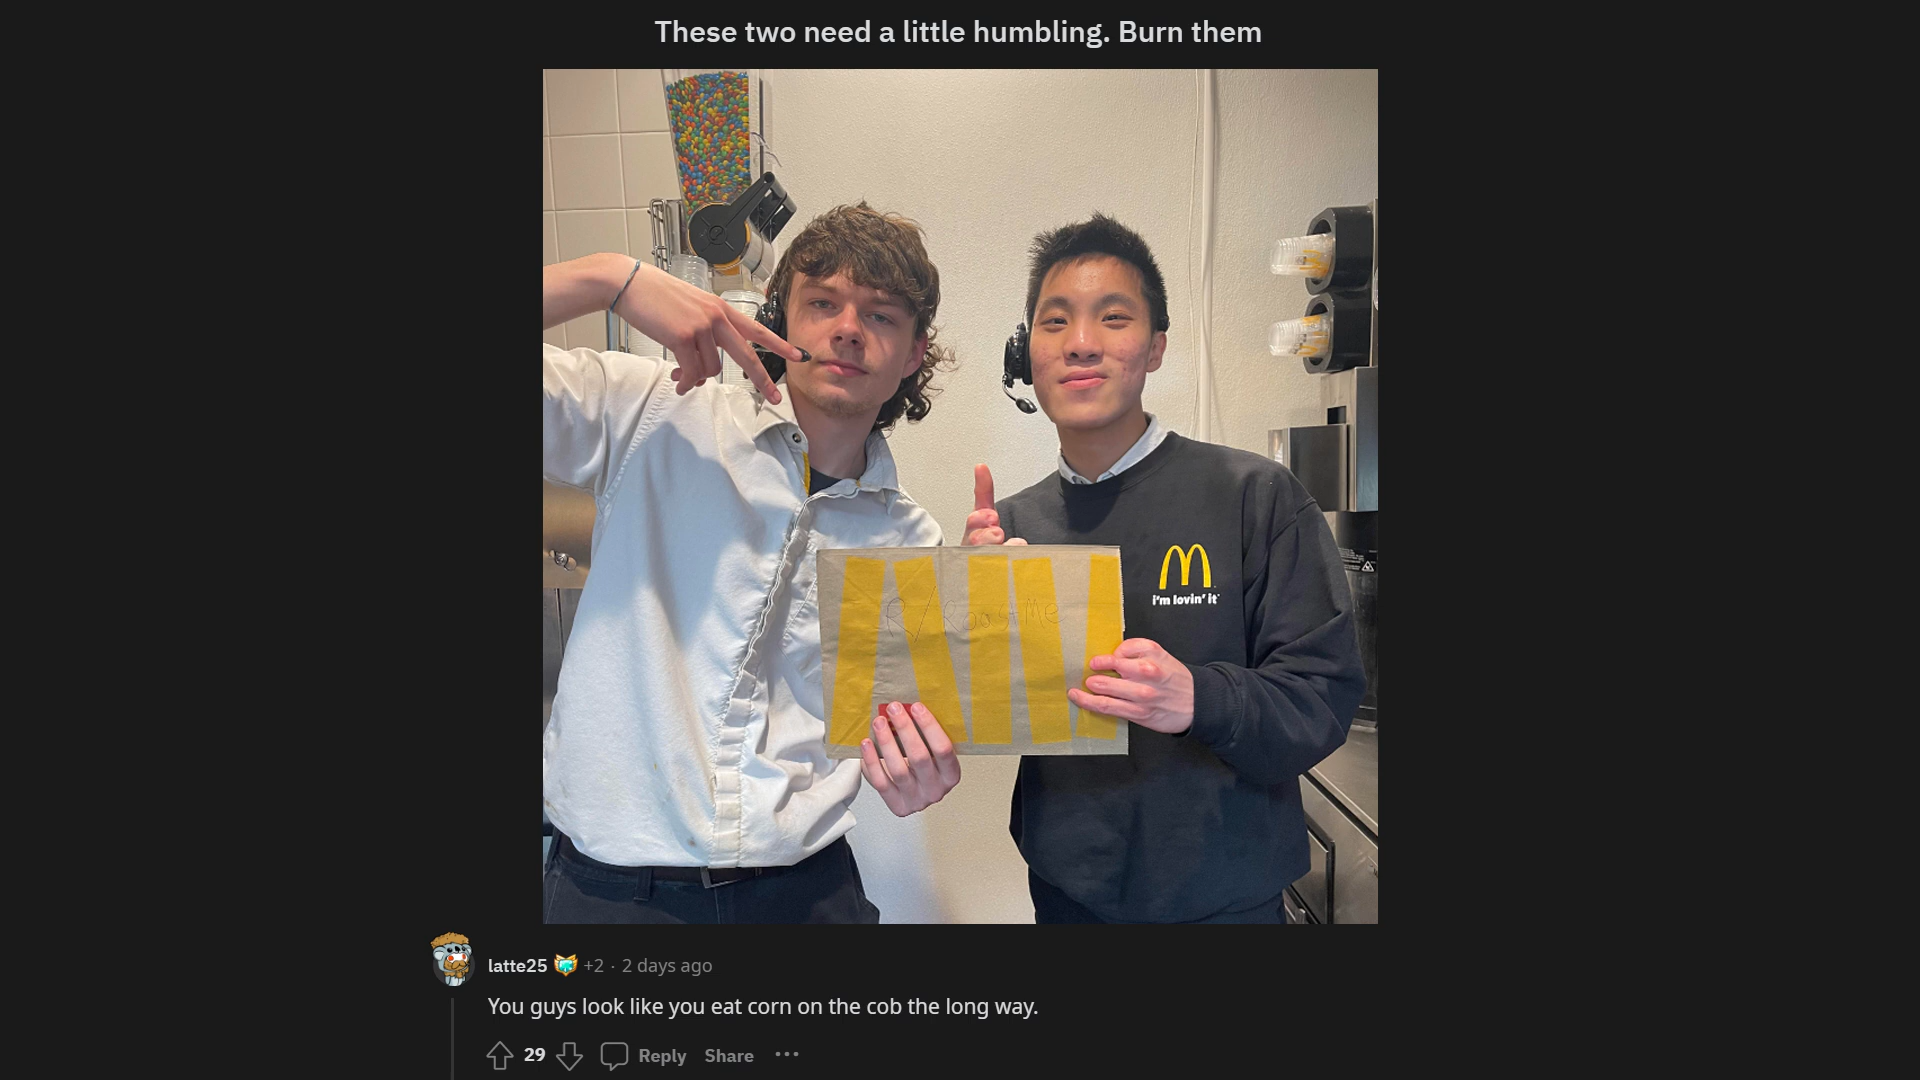 These two need a little humbling. Burn them
R/RoastMe
i'm lovin' it
latte25 +2 · 2 days ago
You guys look like you eat corn on the cob the long way.
29 Reply Share ···